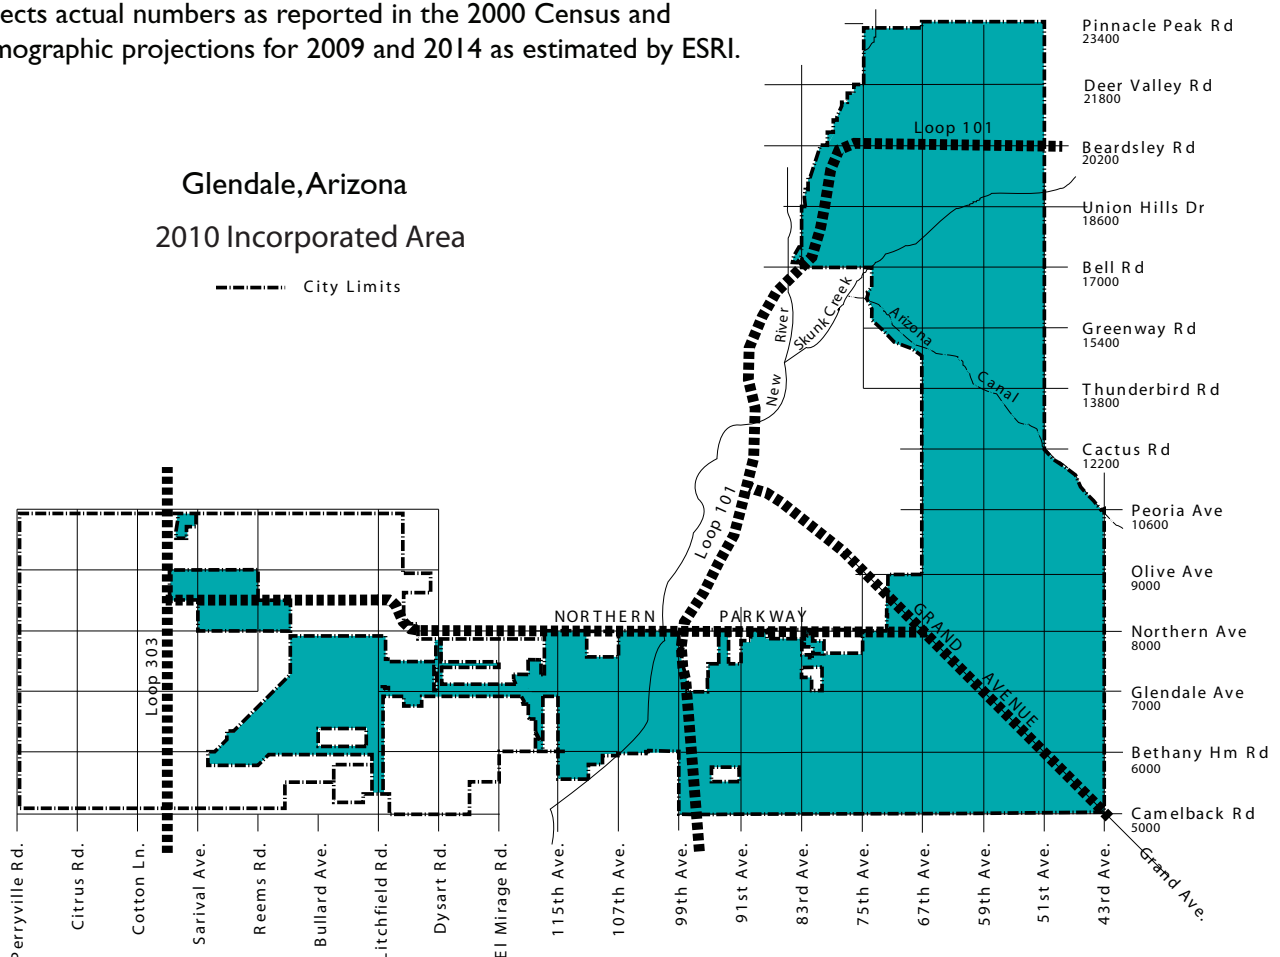 ects actual numbers as reported in the 2000 Census and
mographic projections for 2009 and 2014 as estimated by ESRI.
Glendale, Arizona
2010 Incorporated Area
City Limits
Pinnacle Peak Rd
23400
Deer Valley Rd
21800
Loop 101
Beardsley Rd
20200
Union Hills Dr
18600
Bell Rd
17000
New River
Skunk Creek
Arizona Canal
Greenway Rd
15400
Thunderbird Rd
13800
Cactus Rd
12200
Loop 101
Peoria Ave
10600
Olive Ave
9000
NORTHERN PARKWAY
GRAND AVENUE
Northern Ave
8000
Loop 303
Glendale Ave
7000
Bethany Hm Rd
6000
Camelback Rd
5000
Perryville Rd.
Citrus Rd.
Cotton Ln.
Sarival Ave.
Reems Rd.
Bullard Ave.
itchfield Rd.
Dysart Rd.
El Mirage Rd.
115th Ave.
107th Ave.
99th Ave.
91st Ave.
83rd Ave.
75th Ave.
67th Ave.
59th Ave.
51st Ave.
43rd Ave.
Grand Ave.